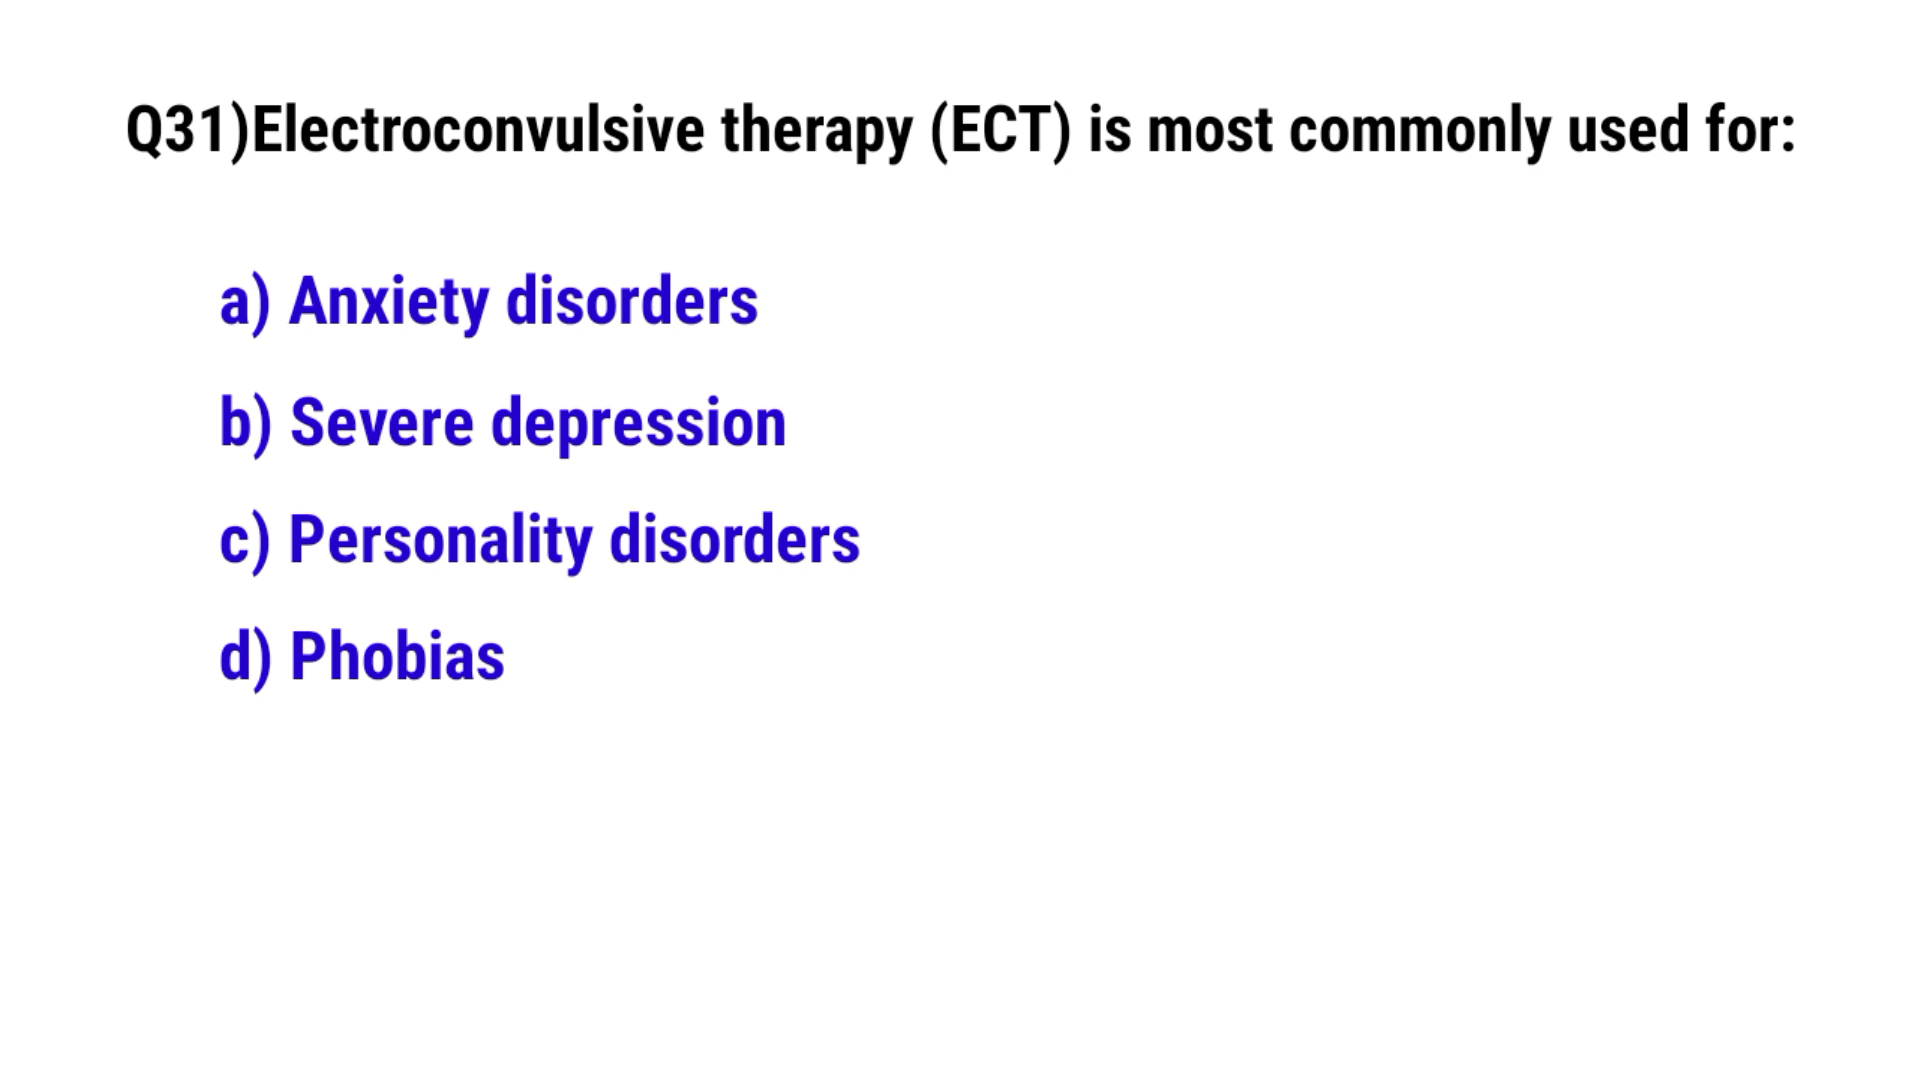 Q31)Electroconvulsive therapy (ECT) is most commonly used for:
a) Anxiety disorders
b) Severe depression
c) Personality disorders
d) Phobias